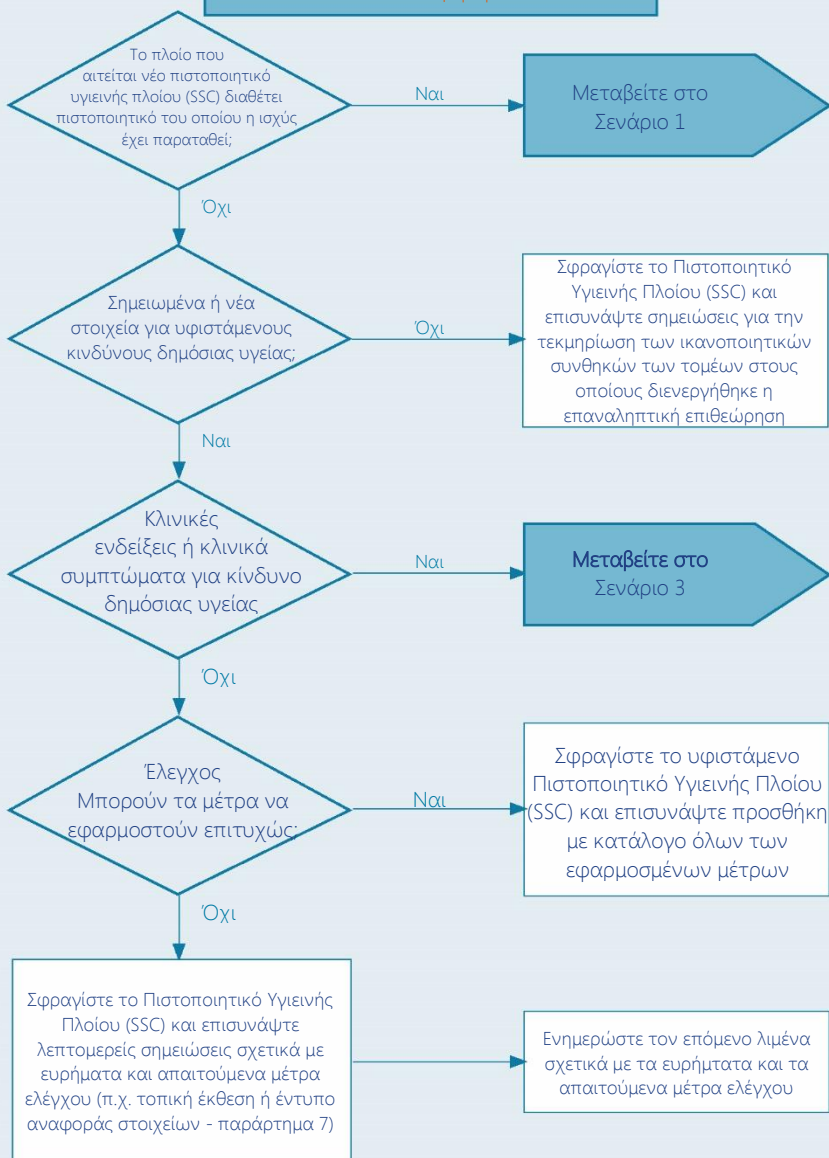 Το πλοίο που
αιτείται νέο πιστοποιητικό
υγιεινής πλοίου (SSC) διαθέτει
πιστοποιητικό του οποίου η ισχύς
έχει παραταθεί;
Ναι
Μεταβείτε στο
Σενάριο 1
Όχι
Σημειωμένα ή νέα
στοιχεία για υφιστάμενους
κινδύνους δημόσιας υγείας;
Όχι
Σφραγίστε το Πιστοποιητικό
Υγιεινής Πλοίου (SSC) και
επισυνάψτε σημειώσεις για την
τεκμηρίωση των ικανοποιητικών
συνθηκών των τομέων στους
οποίους διενεργήθηκε η
επαναληπτική επιθεώρηση
Ναι
Κλινικές
ενδείξεις ή κλινικά
συμπτώματα για κίνδυνο
δημόσιας υγείας
Ναι
Μεταβείτε στο
Σενάριο 3
Όχι
Έλεγχος
Μπορούν τα μέτρα να
εφαρμοστούν επιτυχώς;
Ναι
Σφραγίστε το υφιστάμενο
Πιστοποιητικό Υγιεινής Πλοίου
(SSC) και επισυνάψτε προσθήκη
με κατάλογο όλων των
εφαρμοσμένων μέτρων
Όχι
Σφραγίστε το Πιστοποιητικό Υγιεινής
Πλοίου (SSC) και επισυνάψτε
λεπτομερείς σημειώσεις σχετικά με
ευρήματα και απαιτούμενα μέτρα
ελέγχου (π.χ. τοπική έκθεση ή έντυπο
αναφοράς στοιχείων - παράρτημα 7)
Ενημερώστε τον επόμενο λιμένα
σχετικά με τα ευρήμτατα και τα
απαιτούμενα μέτρα ελέγχου